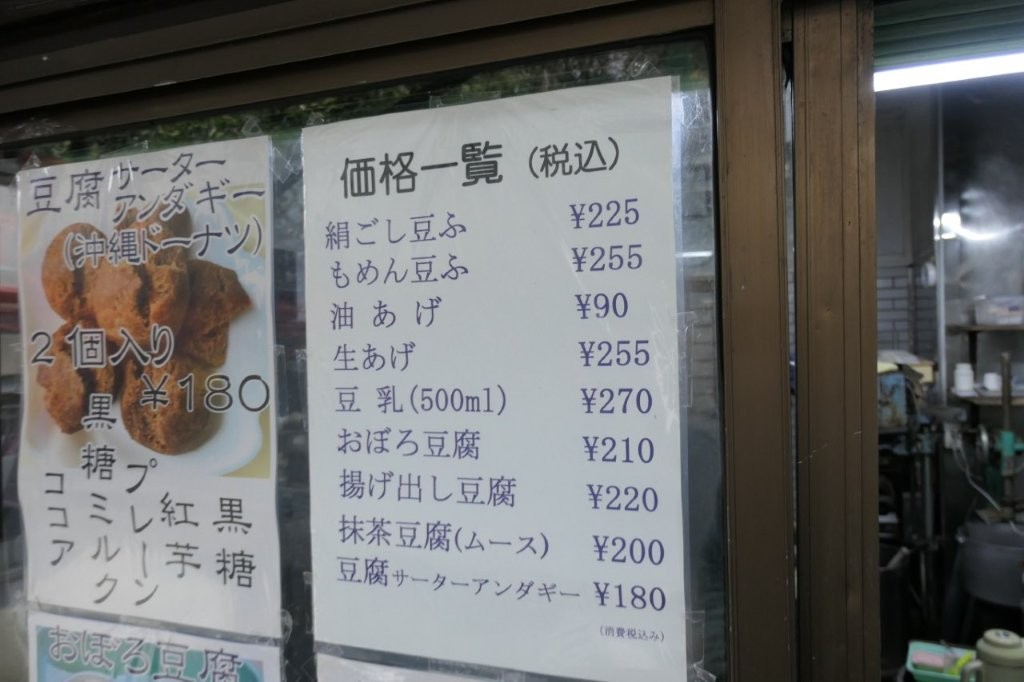 豆腐サーターアンダギー
(沖縄ドーナツ)
2個入り
￥180
黒糖
紅芋
プレーン
黒糖ミルク
ココア
おぼろ豆腐
価格一覧(税込)
絹ごし豆ふ ¥225
もめん豆ふ ¥255
油あげ ¥90
生あげ ¥255
豆乳(500ml) ¥270
おぼろ豆腐 ¥210
揚げ出し豆腐 ¥220
抹茶豆腐(ムース) ¥200
豆腐サーターアンダギー ¥180
(消費税込み)